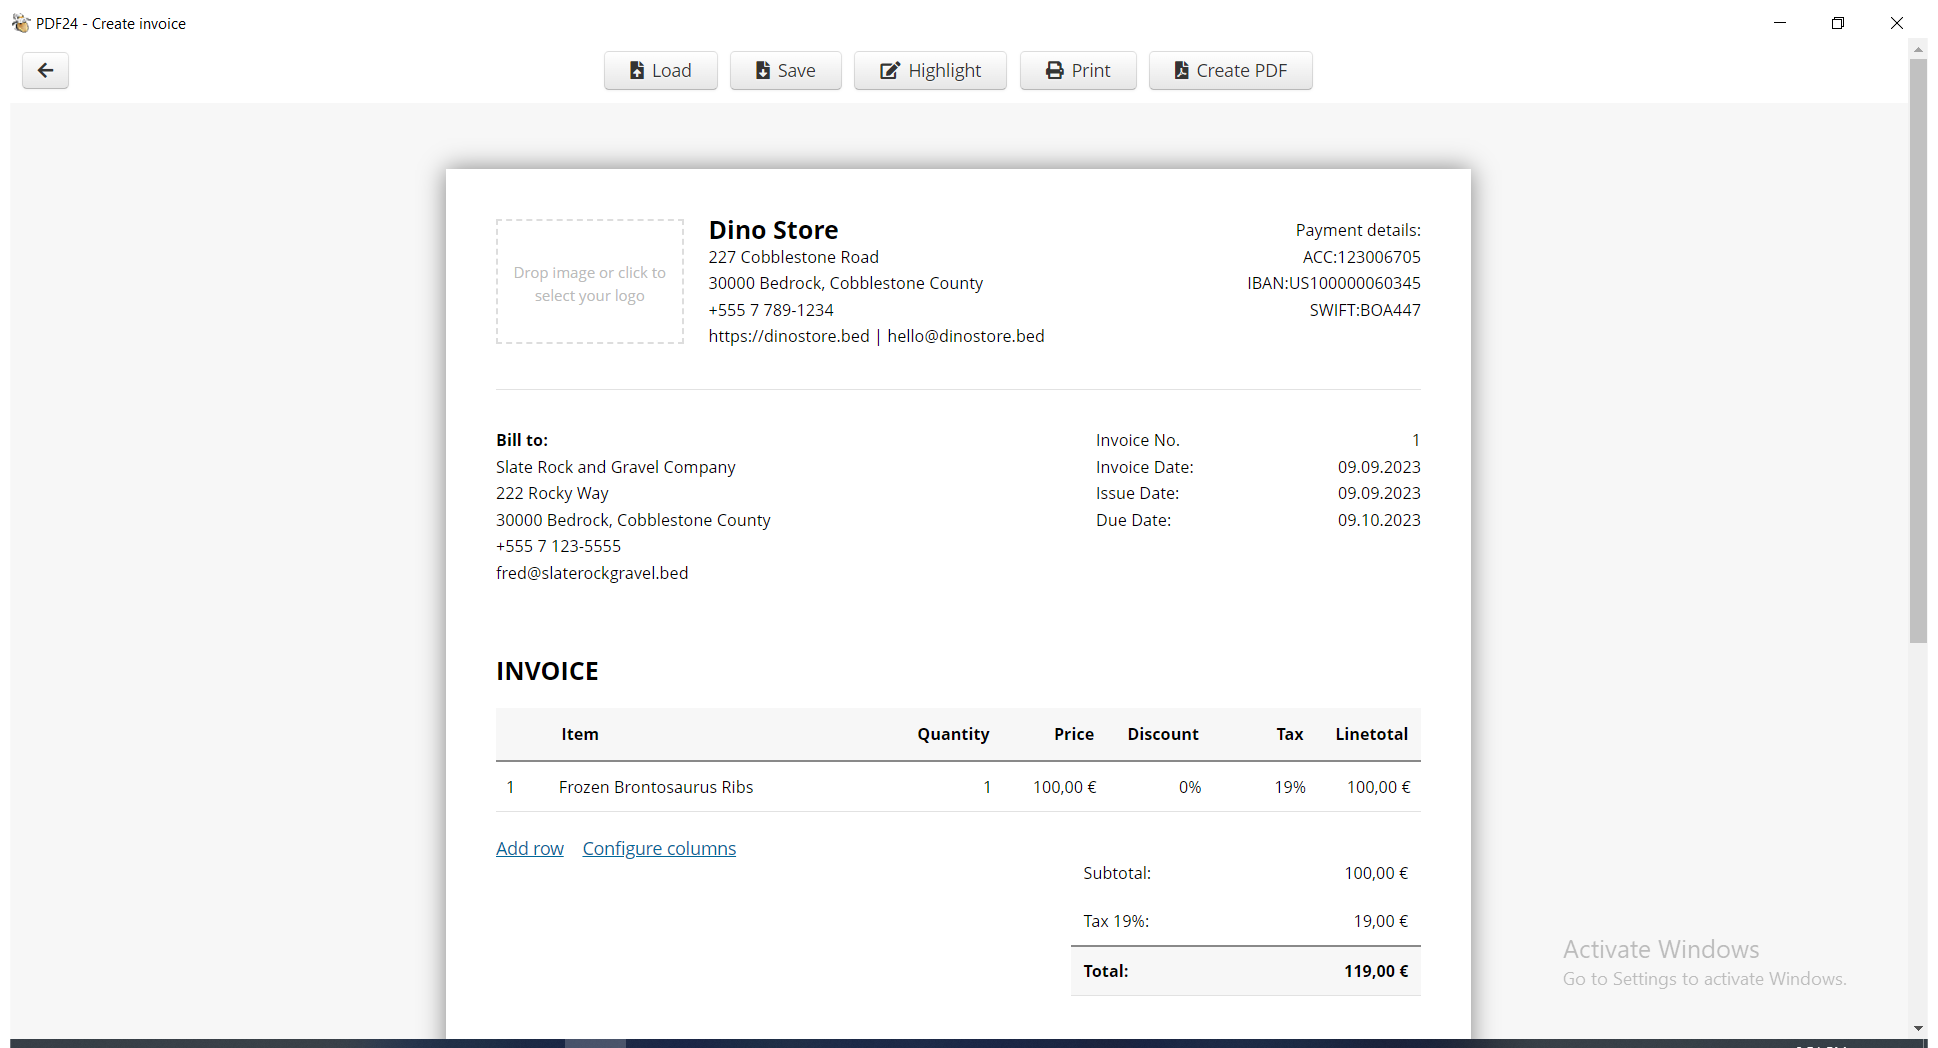 PDF24 - Create invoice
Load Save Highlight Print Create PDF
Drop image or click to
select your logo
Dino Store
227 Cobblestone Road
30000 Bedrock, Cobblestone County
+555 7 789-1234
https://dinostore.bed | hello@dinostore.bed
Payment details:
ACC:123006705
IBAN:US100000060345
SWIFT:BOA447
Bill to:
Slate Rock and Gravel Company
222 Rocky Way
30000 Bedrock, Cobblestone County
+555 7 123-5555
fred@slaterockgravel.bed
Invoice No. 1
Invoice Date: 09.09.2023
Issue Date: 09.09.2023
Due Date: 09.10.2023
INVOICE
Item Quantity Price Discount Tax Linetotal
1 Frozen Brontosaurus Ribs 1 100,00 € 0% 19% 100,00 €
Add row Configure columns
Subtotal: 100,00 €
Tax 19%: 19,00 €
Total: 119,00 €
Activate Windows
Go to Settings to activate Windows.